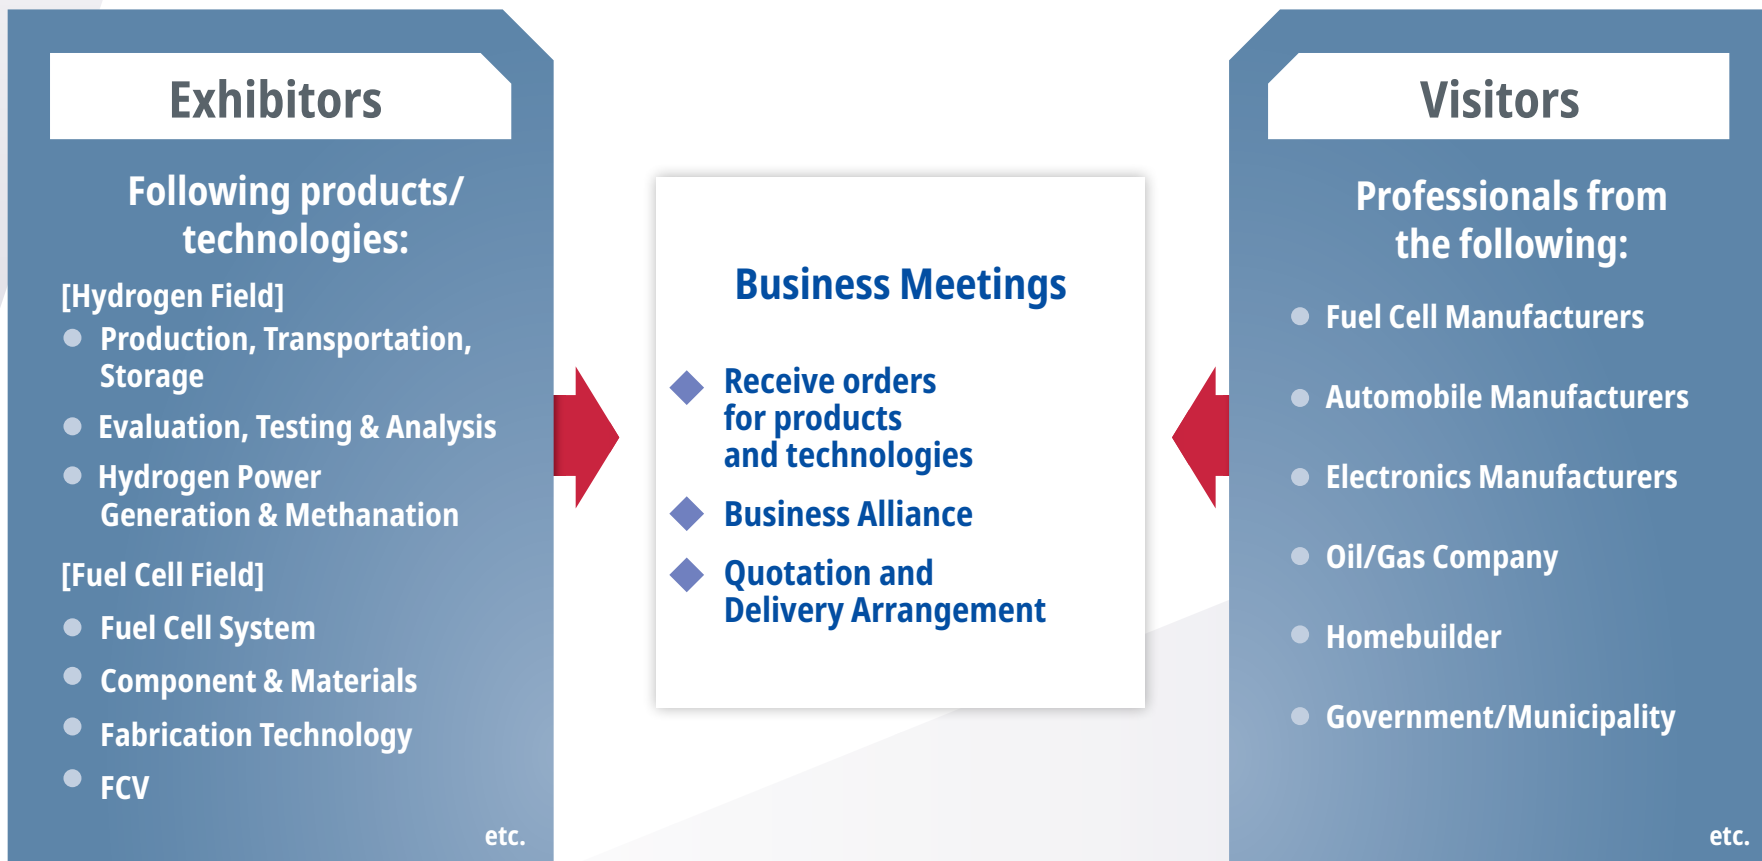 Exhibitors
Following products/
technologies:
[Hydrogen Field]
Production, Transportation,
Storage
Evaluation, Testing & Analysis
Hydrogen Power
Generation & Methanation
[Fuel Cell Field]
Fuel Cell System
Component & Materials
Fabrication Technology
FCV
etc.
Business Meetings
Receive orders
for products
and technologies
Business Alliance
Quotation and
Delivery Arrangement
Visitors
Professionals from
the following:
Fuel Cell Manufacturers
Automobile Manufacturers
Electronics Manufacturers
Oil/Gas Company
Homebuilder
Government/Municipality
etc.